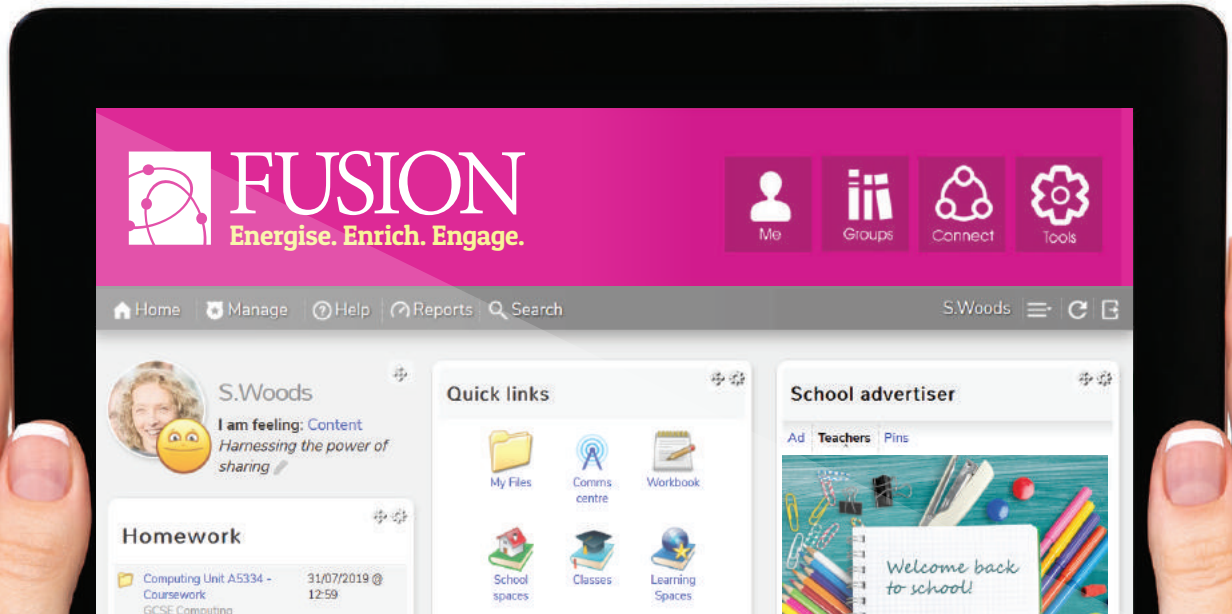 FUSION
Energise. Enrich. Engage.
Me
Groups
Connect
Tools
Home
Manage
Help
Reports
Search
S.Woods
S.Woods
I am feeling: Content
Harnessing the power of
sharing
Homework
Computing Unit A5334 -
Coursework
31/07/2019 @
12:59
GCSE Computing
Quick links
My Files
Comms
centre
Workbook
School
spaces
Classes
Learning
Spaces
School advertiser
Ad
Teachers
Pins
Welcome back
to school!